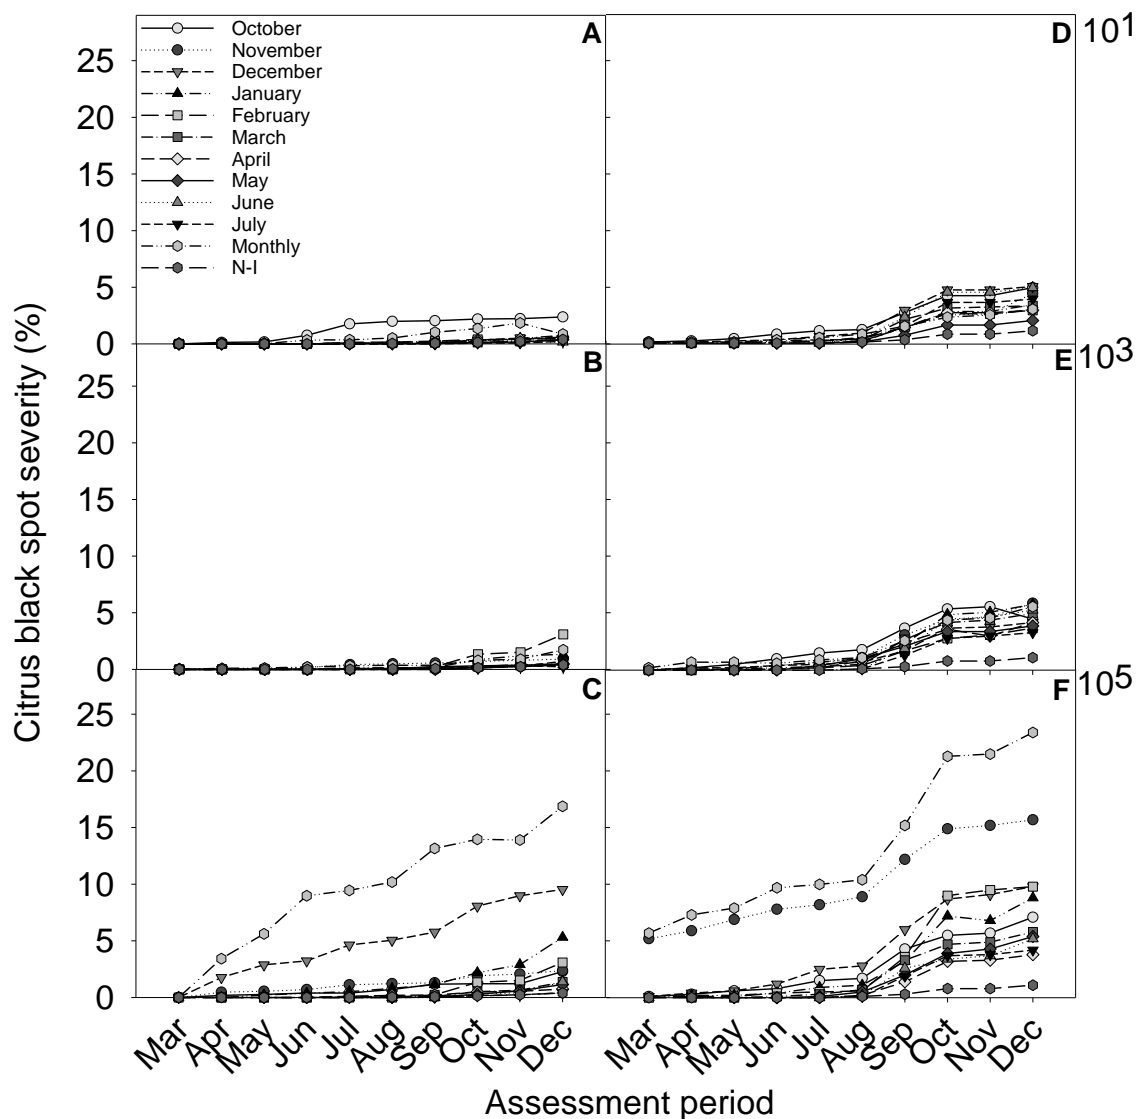 Citrus black spot severity (%)
A
October
November
December
January
February
March
April
May
June
July
Monthly
N-I
25
20
15
10
5
0
D
10¹
B
25
20
15
10
5
0
E
10³
C
25
20
15
10
5
0
F
10⁵
Mar Apr May Jun Jul Aug Sep Oct Nov Dec
Mar Apr May Jun Jul Aug Sep Oct Nov Dec
Assessment period